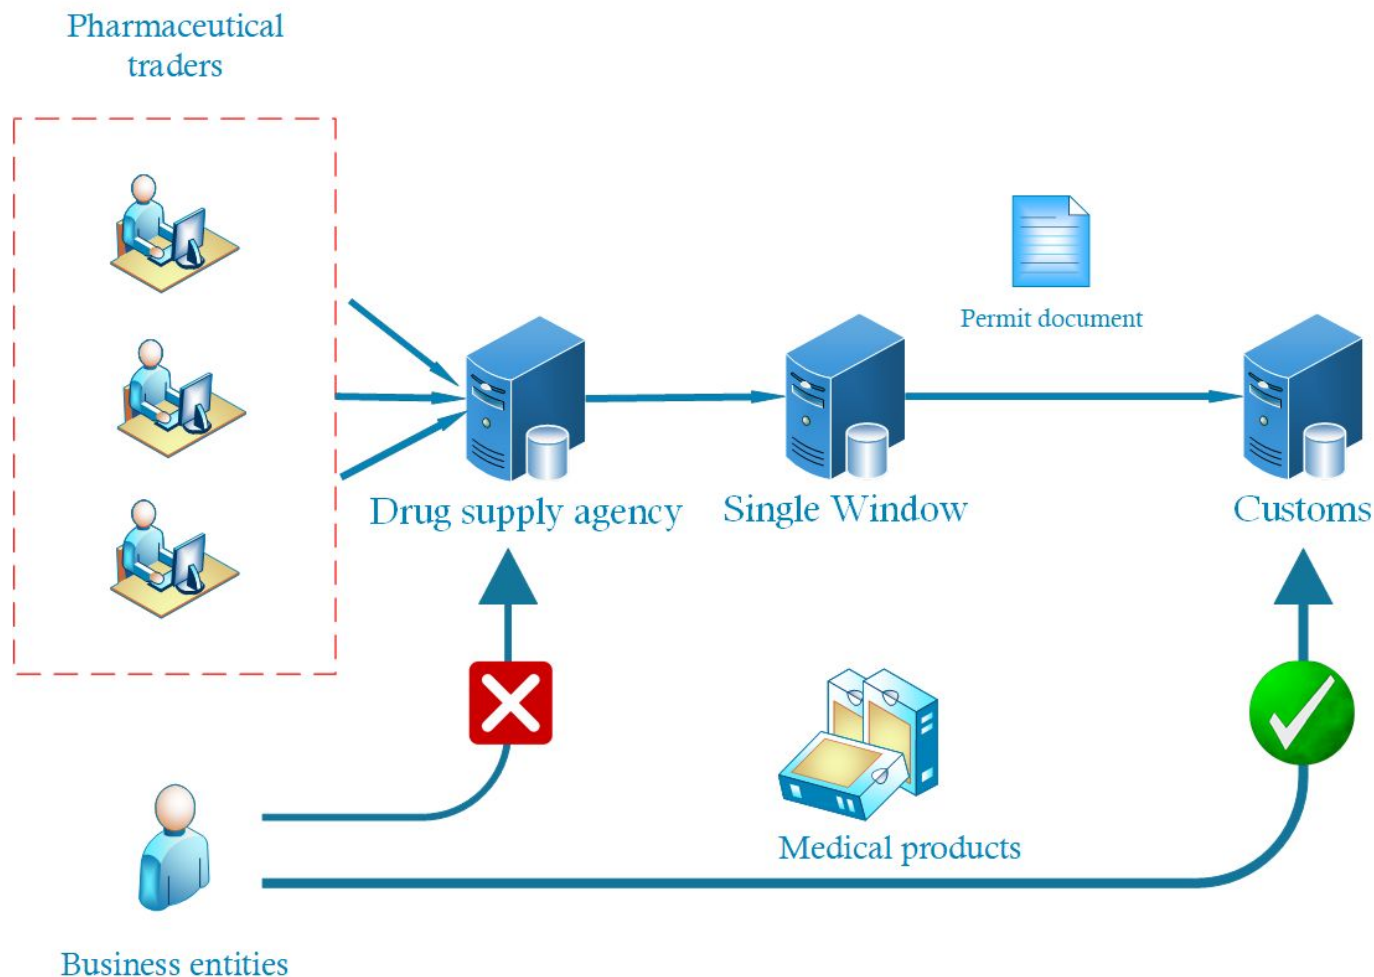 Pharmaceutical
traders
Permit document
Drug supply agency
Single Window
Customs
Medical products
Business entities